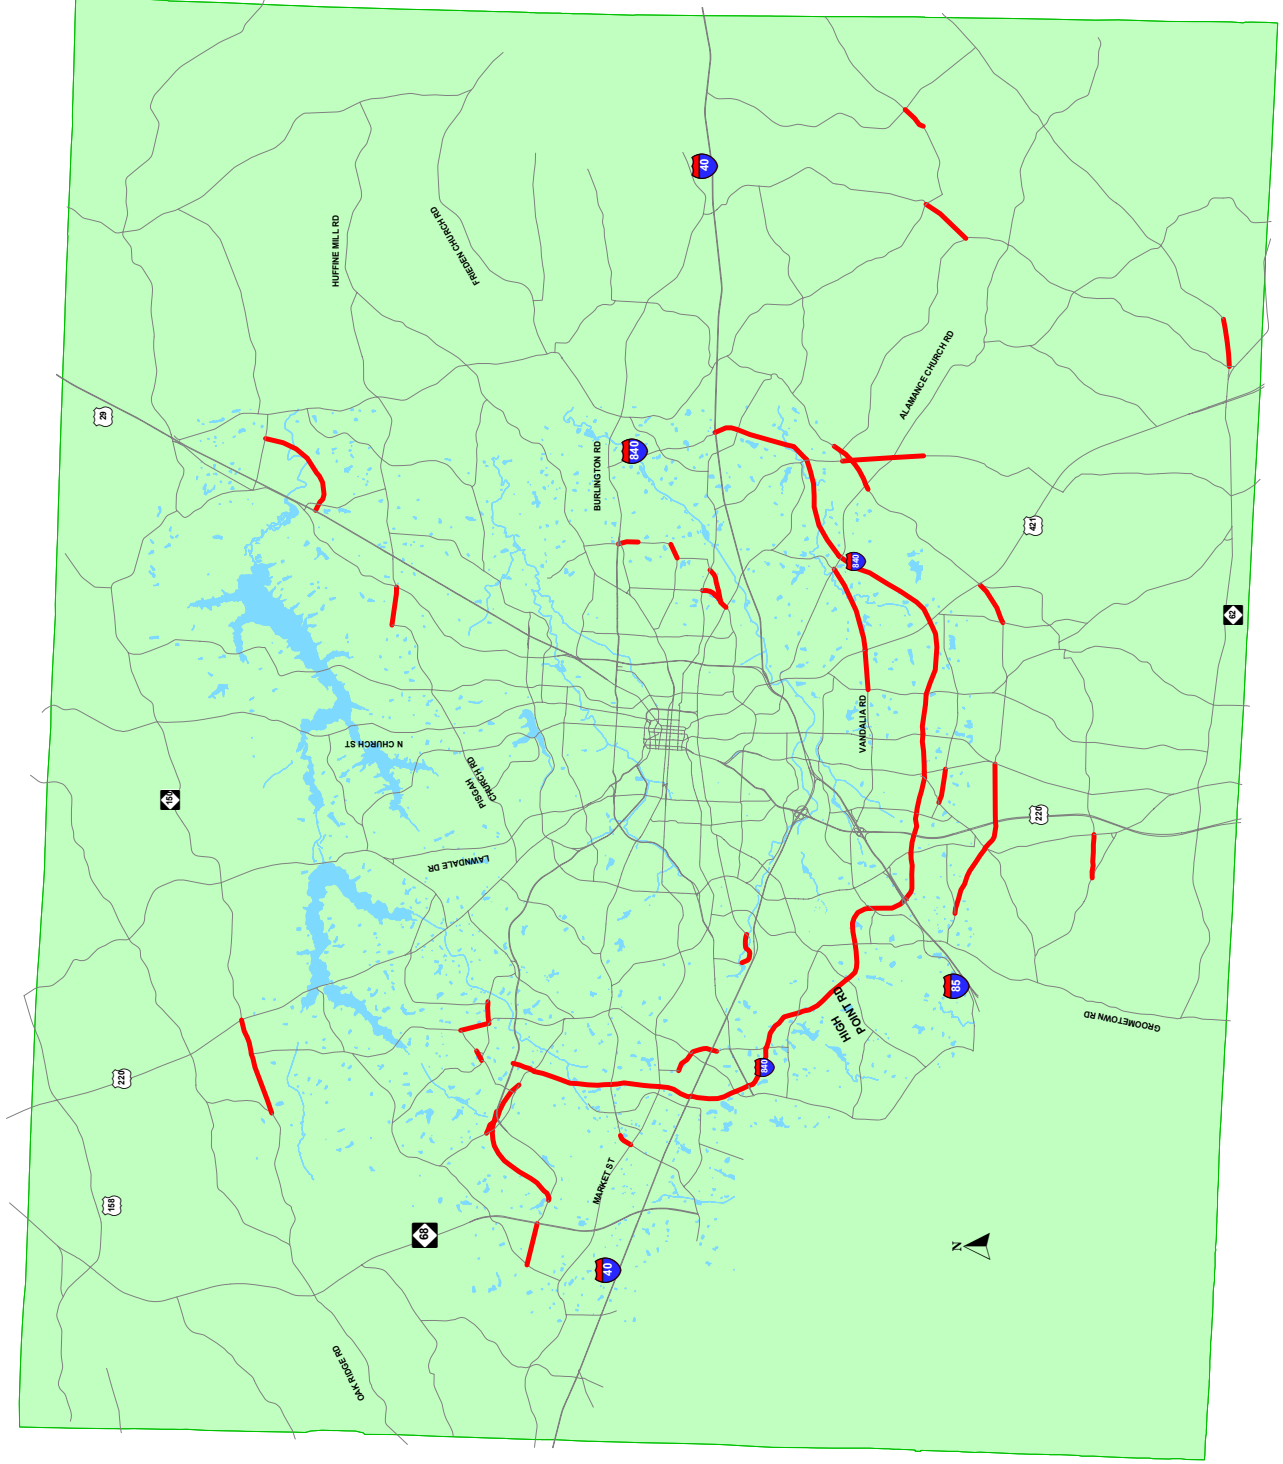 40
HUFFINE MILL RD
FRIEDEN CHURCH RD
ALAMANCE CHURCH RD
29
840
BURLINGTON RD
421
840
62
VANDALIA RD
N CHURCH ST
PISGAH
CHURCH RD
150
220
LAWNDALE DR
85
HIGH
POINT RD
GROOMETOWN RD
220
840
158
MARKET ST
68
N
40
OAK RIDGE RD